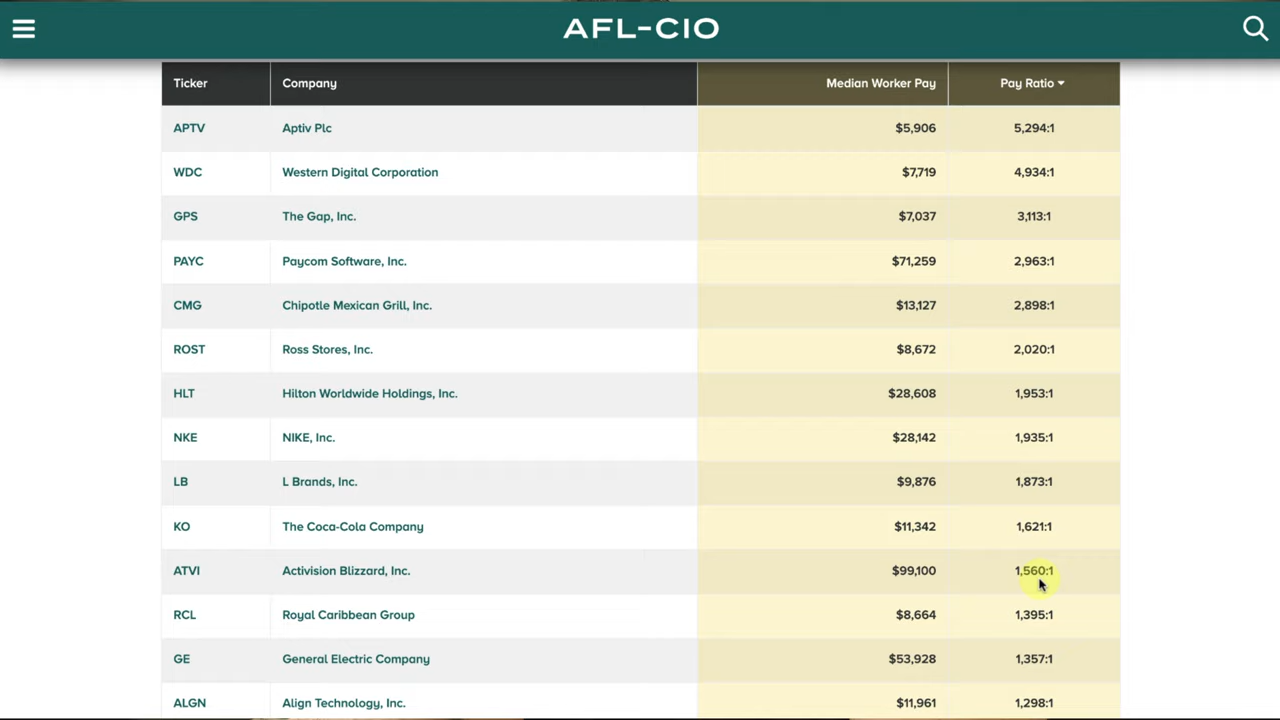 AFL-CIO
Ticker Company Median Worker Pay Pay Ratio
APTV Aptiv Plc $5,906 5,294:1
WDC Western Digital Corporation $7,719 4,934:1
GPS The Gap, Inc. $7,037 3,113:1
PAYC Paycom Software, Inc. $71,259 2,963:1
CMG Chipotle Mexican Grill, Inc. $13,127 2,898:1
ROST Ross Stores, Inc. $8,672 2,020:1
HLT Hilton Worldwide Holdings, Inc. $28,608 1,953:1
NKE NIKE, Inc. $28,142 1,935:1
LB L Brands, Inc. $9,876 1,873:1
KO The Coca-Cola Company $11,342 1,621:1
ATVI Activision Blizzard, Inc. $99,100 1,560:1
RCL Royal Caribbean Group $8,664 1,395:1
GE General Electric Company $53,928 1,357:1
ALGN Align Technology, Inc. $11,961 1,298:1